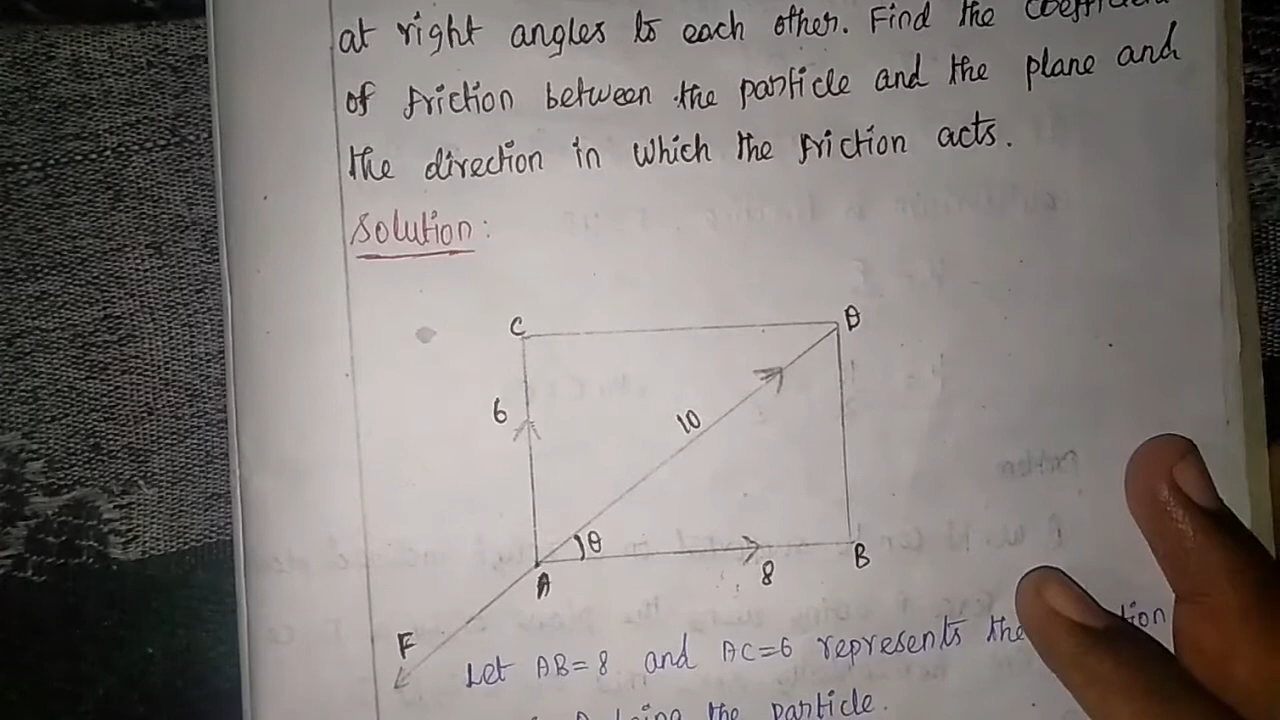 at right angles to each other. Find the
of friction between the particle and the plane and
the direction in which the friction acts.
Solution:
C
D
6
10
θ
A
8
B
F
Let AB=8 and AC=6 represents the
the particle.